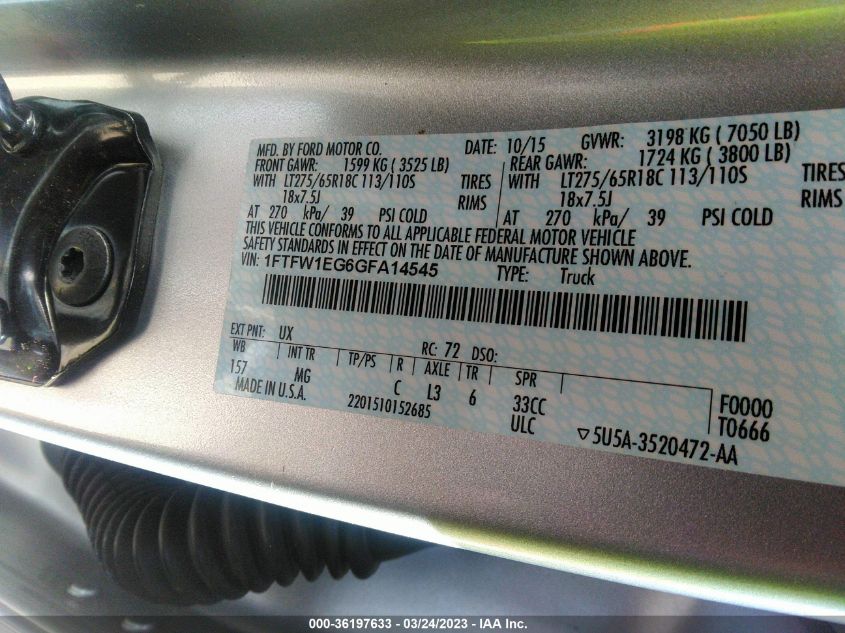 MFD. BY FORD MOTOR CO.
DATE: 10/15 GVWR: 3198 KG ( 7050 LB)
FRONT GAWR: 1599 KG ( 3525 LB)
REAR GAWR: 1724 KG ( 3800 LB)
WITH LT275/65R18C 113/110S TIRES
WITH LT275/65R18C 113/110S TIRES
18x7.5J RIMS
18x7.5J RIMS
AT 270 kPa/ 39 PSI COLD
AT 270 kPa/ 39 PSI COLD
THIS VEHICLE CONFORMS TO ALL APPLICABLE FEDERAL MOTOR VEHICLE
SAFETY STANDARDS IN EFFECT ON THE DATE OF MANUFACTURE SHOWN ABOVE.
VIN: 1FTFW1EG6GFA14545
TYPE: Truck
EXT PNT: UX RC: 72 DSO:
WB INT TR TP/PS R AXLE TR SPR
157 MG C L3 6 33CC F0000
MADE IN U.S.A. 2201510152685 ULC T0666
▽5U5A-3520472-AA
000-36197633 - 03/24/2023 - IAA Inc.